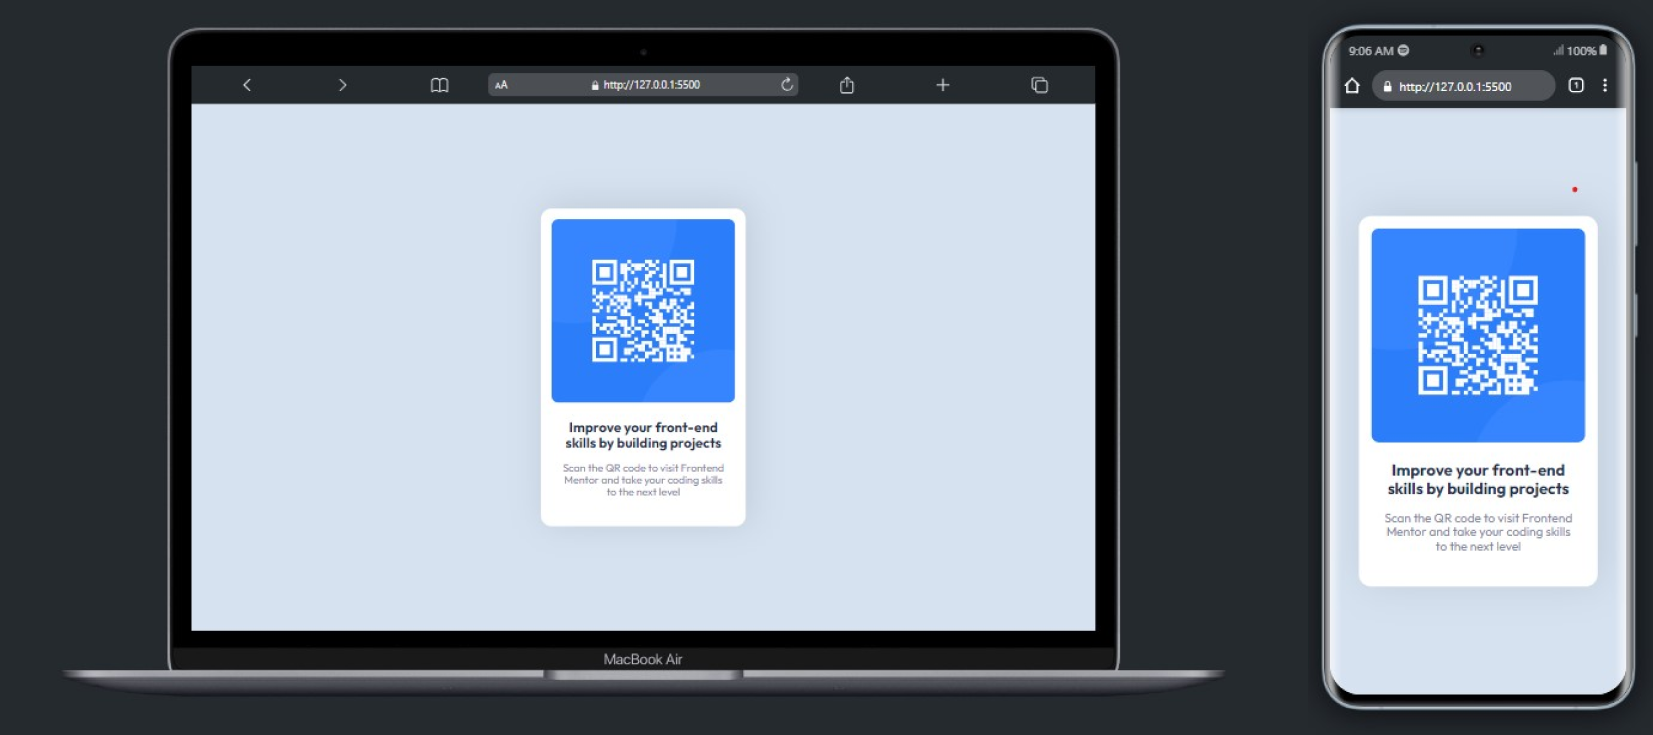 AA
http://127.0.0.1:5500
Improve your front-end
skills by building projects
Scan the QR code to visit Frontend
Mentor and take your coding skills
to the next level
MacBook Air
9:06 AM
100%
http://127.0.0.1:5500
1
Improve your front-end
skills by building projects
Scan the QR code to visit Frontend
Mentor and take your coding skills
to the next level